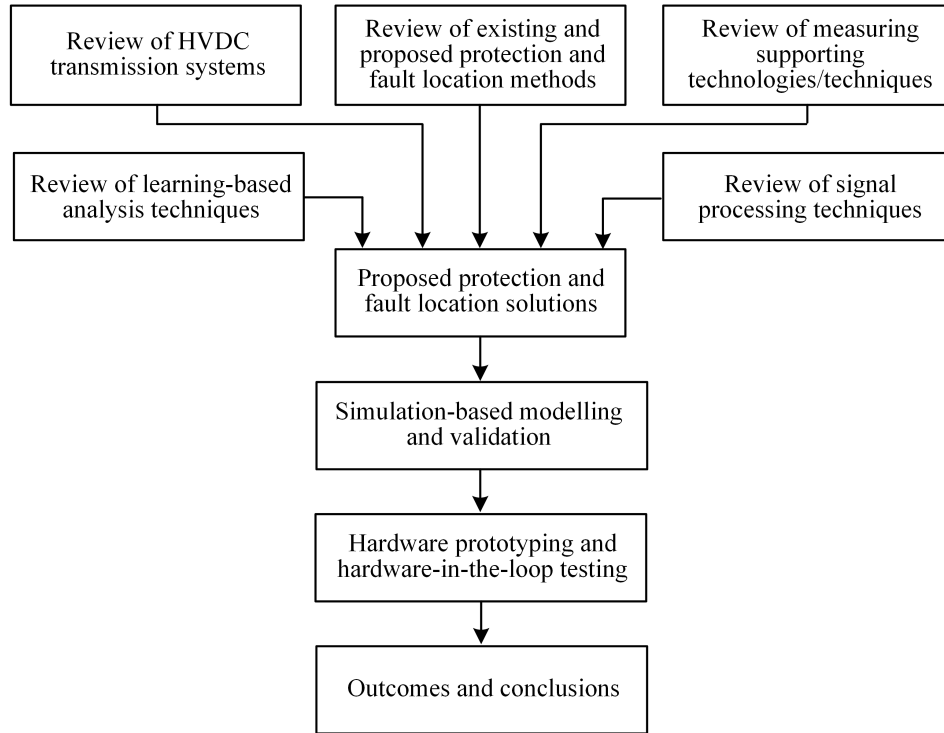 Review of HVDC
transmission systems
Review of existing and
proposed protection and
fault location methods
Review of measuring
supporting
technologies/techniques
Review of learning-based
analysis techniques
Review of signal
processing techniques
Proposed protection and
fault location solutions
Simulation-based modelling
and validation
Hardware prototyping and
hardware-in-the-loop testing
Outcomes and conclusions